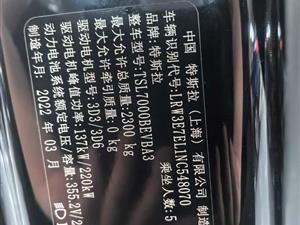 中国 特斯拉（上海）有限公司 制造
车辆识别代号:LRW3E7EL1NC548070
品牌:特斯拉 乘坐人数:5
整车型号:TSL7000BEVBA3
最大允许总质量:2300 kg
最大允许牵引质量:0 kg
驱动电机型号:3D3/3D6
驱动电机峰值功率:137kW/220kW
动力电池系统额定电压/容量:355.2V/2
制造年月: 2022 年 03 月